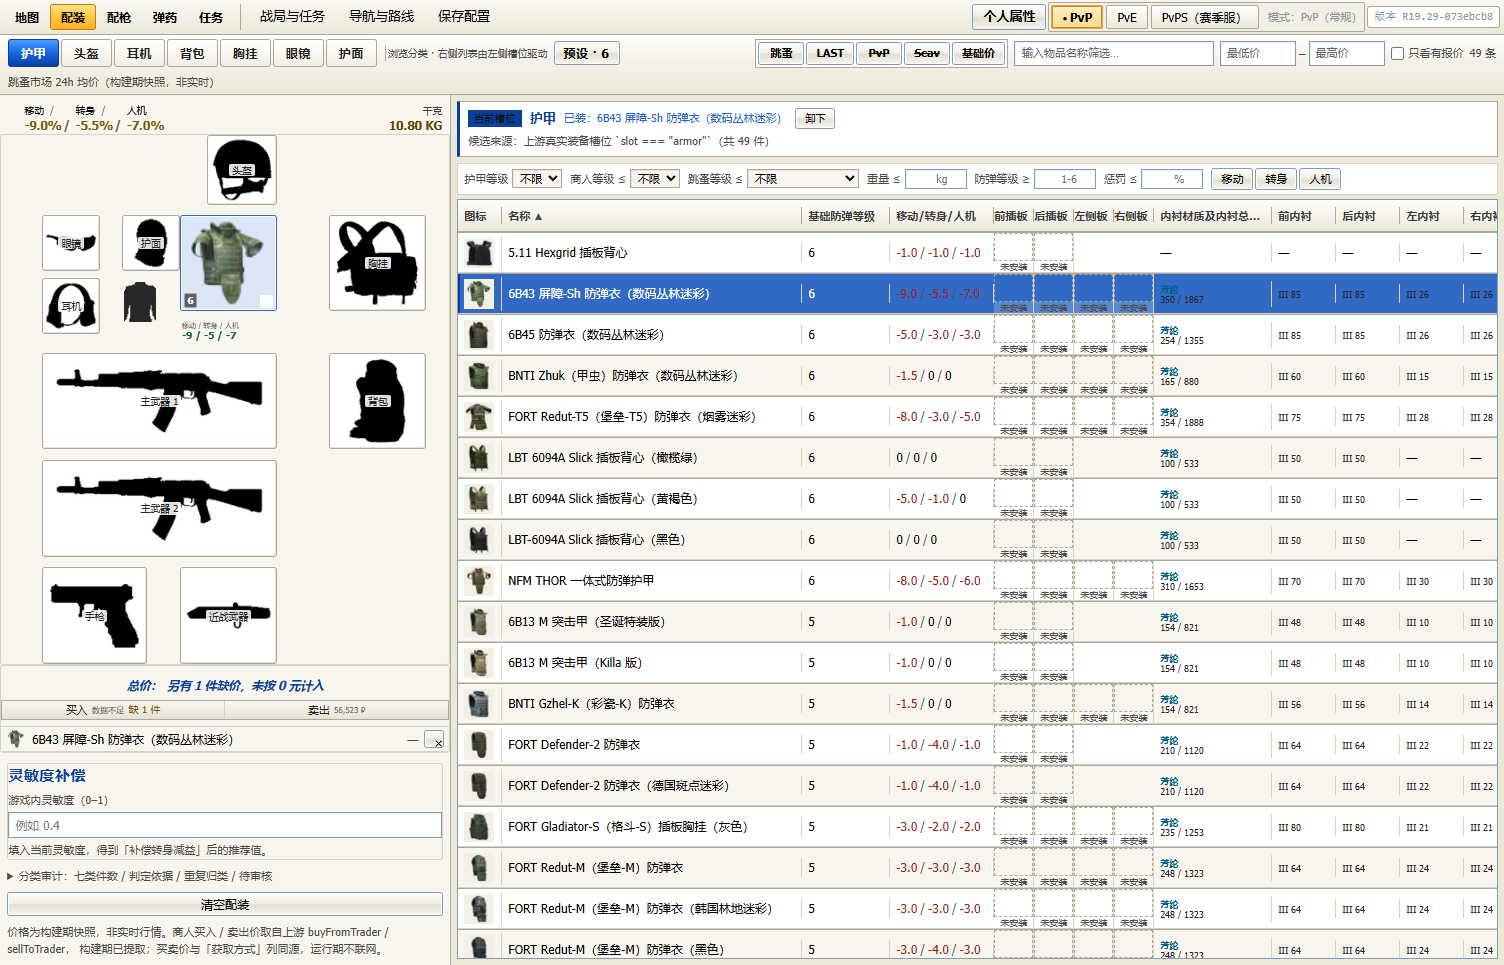 地图 配装 配枪 弹药 任务 战局与任务 导航与路线 保存配置 个人属性 • PvP PvE PvPS（赛季服） 模式：PvP（常规） 版本 R19.29-073ebcb8
护甲 头盔 耳机 背包 胸挂 眼镜 护面 浏览分类 · 右侧列表由左侧槽位驱动 预设 · 6 跳蚤 LAST PvP Scav 基础价 输入物品名称筛选... 最低价 — 最高价 只看有报价 49 条
跳蚤市场 24h 均价（构建期快照，非实时）
移动 / 转身 / 人机 千克
-9.0% / -5.5% / -7.0% 10.80 KG
头盔
眼镜 护面 6 胸挂
耳机
移动 / 转身 / 人机
-9 / -5 / -7
主武器 1 背包
主武器 2
手枪 近战武器
总价： 另有 1 件缺价，未按 0 元计入
买入 数据不足 缺 1 件 卖出 56,523 ₽
6B43 屏障-Sh 防弹衣（数码丛林迷彩） — ×
灵敏度补偿
游戏内灵敏度（0–1）
例如 0.4
填入当前灵敏度，得到「补偿转身减益」后的推荐值。
▶ 分类审计：七类件数 / 判定依据 / 重复归类 / 待审核
清空配装
价格为构建期快照，非实时行情。商人买入 / 卖出价取自上游 buyFromTrader /
sellToTrader， 构建期已提取；买卖价与「获取方式」列同源，运行期不联网。
当前槽位 护甲 已装：6B43 屏障-Sh 防弹衣（数码丛林迷彩） 卸下
候选来源：上游真实装备槽位 `slot === "armor"`（共 49 件）
护甲等级 不限 商人等级 ≤ 不限 跳蚤等级 ≤ 不限 重量 ≤ kg 防弹等级 ≥ 1-6 惩罚 ≤ % 移动 转身 人机
图标 名称 ▲ 基础防弹等级 移动/转身/人机 前插板 后插板 左侧板 右侧板 内衬材质及内衬总... 前内衬 后内衬 左内衬 右内衬
5.11 Hexgrid 插板背心 6 -1.0 / -1.0 / -1.0 未安装 未安装 — — — — —
6B43 屏障-Sh 防弹衣（数码丛林迷彩） 6 -9.0 / -5.5 / -7.0 未安装 未安装 未安装 未安装 芳纶 350 / 1867 III 85 III 85 III 26 III 26
6B45 防弹衣（数码丛林迷彩） 6 -5.0 / -3.0 / -3.0 未安装 未安装 未安装 未安装 芳纶 254 / 1355 III 85 III 85 III 26 III 26
BNTI Zhuk（甲虫）防弹衣（数码丛林迷彩） 6 -1.5 / 0 / 0 未安装 未安装 未安装 未安装 芳纶 165 / 880 III 60 III 60 III 15 III 15
FORT Redut-T5（堡垒-T5）防弹衣（烟雾迷彩） 6 -8.0 / -3.0 / -5.0 未安装 未安装 未安装 未安装 芳纶 354 / 1888 III 75 III 75 III 28 III 28
LBT 6094A Slick 插板背心（橄榄绿） 6 0 / 0 / 0 未安装 未安装 芳纶 100 / 533 III 50 III 50 — —
LBT 6094A Slick 插板背心（黄褐色） 6 -5.0 / -1.0 / 0 未安装 未安装 芳纶 100 / 533 III 50 III 50 — —
LBT-6094A Slick 插板背心（黑色） 6 0 / 0 / 0 未安装 未安装 芳纶 100 / 533 III 50 III 50 — —
NFM THOR 一体式防弹护甲 6 -8.0 / -5.0 / -6.0 未安装 未安装 未安装 未安装 芳纶 310 / 1653 III 70 III 70 III 30 III 30
6B13 M 突击甲（圣诞特装版） 5 -1.0 / 0 / 0 未安装 未安装 芳纶 154 / 821 III 48 III 48 III 10 III 10
6B13 M 突击甲（Killa 版） 5 -1.0 / 0 / 0 未安装 未安装 芳纶 154 / 821 III 48 III 48 III 10 III 10
BNTI Gzhel-K（彩瓷-K）防弹衣 5 -1.5 / 0 / 0 未安装 未安装 未安装 未安装 芳纶 154 / 821 III 56 III 56 III 14 III 14
FORT Defender-2 防弹衣 5 -1.0 / -4.0 / -1.0 未安装 未安装 芳纶 210 / 1120 III 64 III 64 III 22 III 22
FORT Defender-2 防弹衣（德国斑点迷彩） 5 -1.0 / -4.0 / -1.0 未安装 未安装 芳纶 210 / 1120 III 64 III 64 III 22 III 22
FORT Gladiator-S（格斗-S）插板胸挂（灰色） 5 -3.0 / -2.0 / -2.0 未安装 未安装 未安装 未安装 芳纶 235 / 1253 III 80 III 80 III 21 III 21
FORT Redut-M（堡垒-M）防弹衣 5 -3.0 / -3.0 / -3.0 未安装 未安装 未安装 未安装 芳纶 248 / 1323 III 64 III 64 III 24 III 24
FORT Redut-M（堡垒-M）防弹衣（韩国林地迷彩） 5 -3.0 / -3.0 / -3.0 未安装 未安装 未安装 未安装 芳纶 248 / 1323 III 64 III 64 III 24 III 24
FORT Redut-M（堡垒-M）防弹衣（黑色） 5 -3.0 / -4.0 / -3.0 未安装 未安装 未安装 未安装 芳纶 248 / 1323 III 64 III 64 III 24 III 24